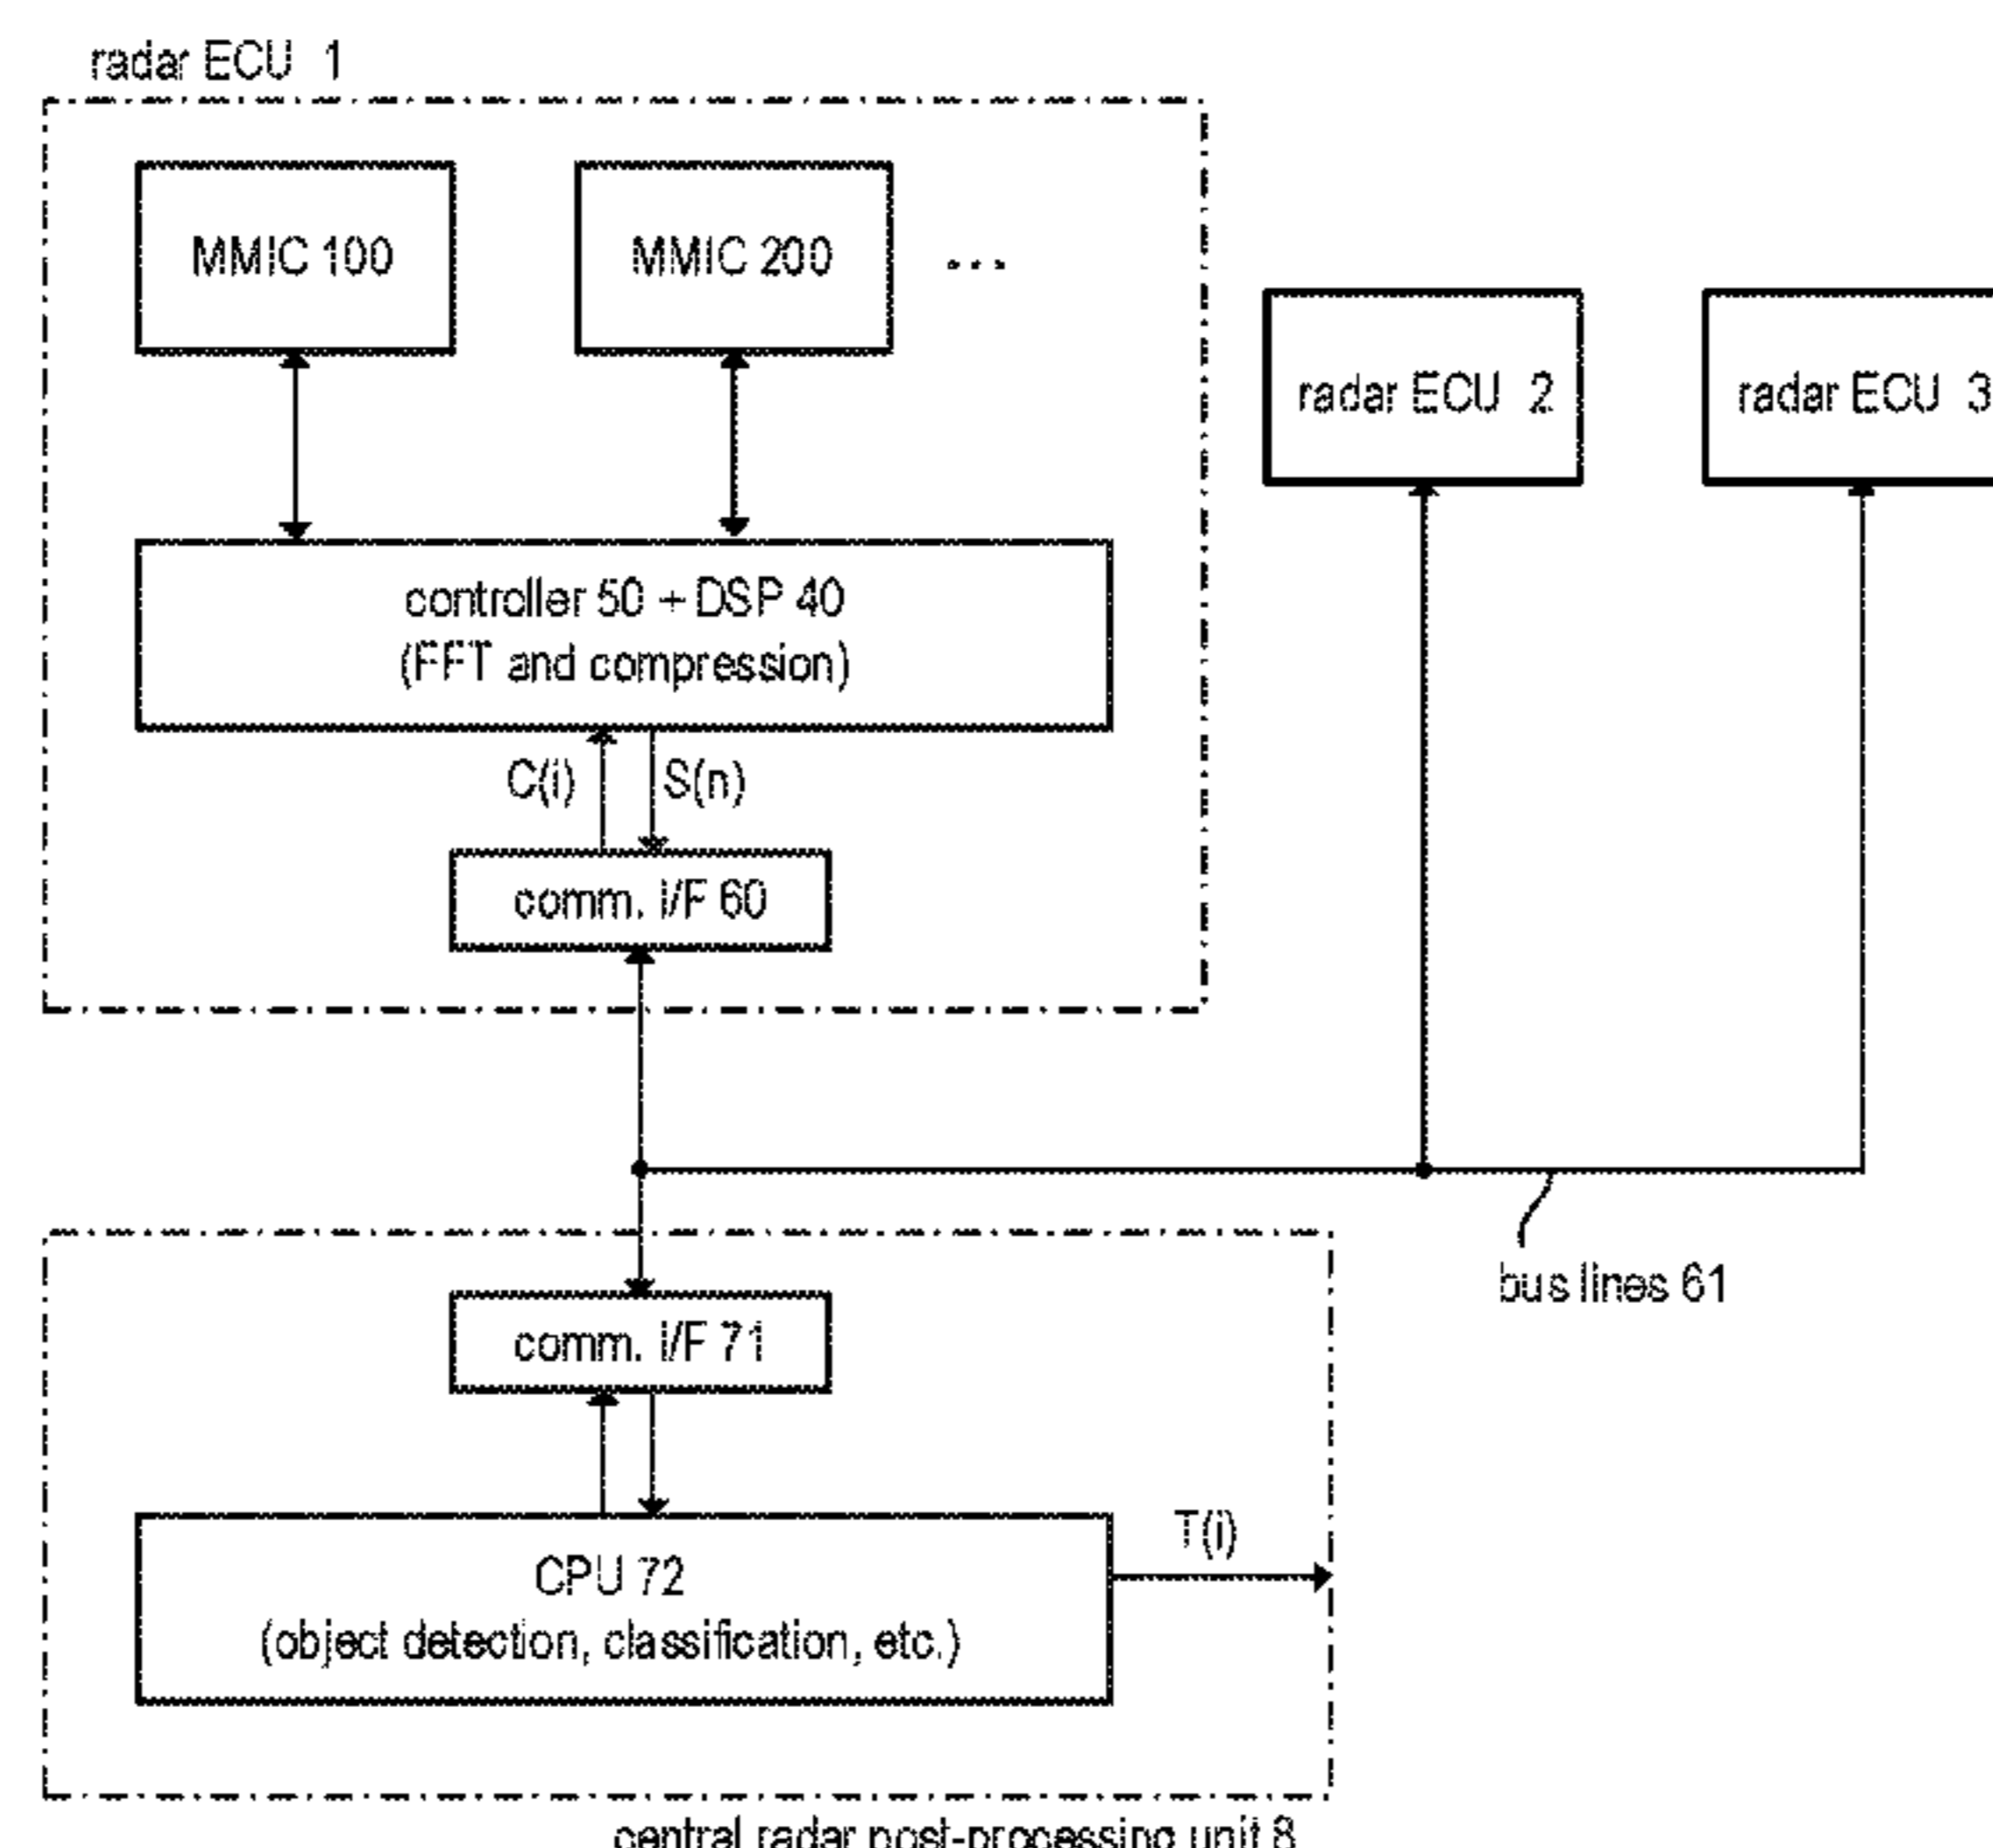 radar ECU 1
MMIC 100
MMIC 200
...
radar ECU 2
radar ECU 3
controller 50 + DSP 40
(FFT and compression)
C(i)
S(n)
comm. I/F 60
bus lines 61
comm. I/F 71
T(i)
CPU 72
(object detection, classification, etc.)
central radar post-processing unit 8